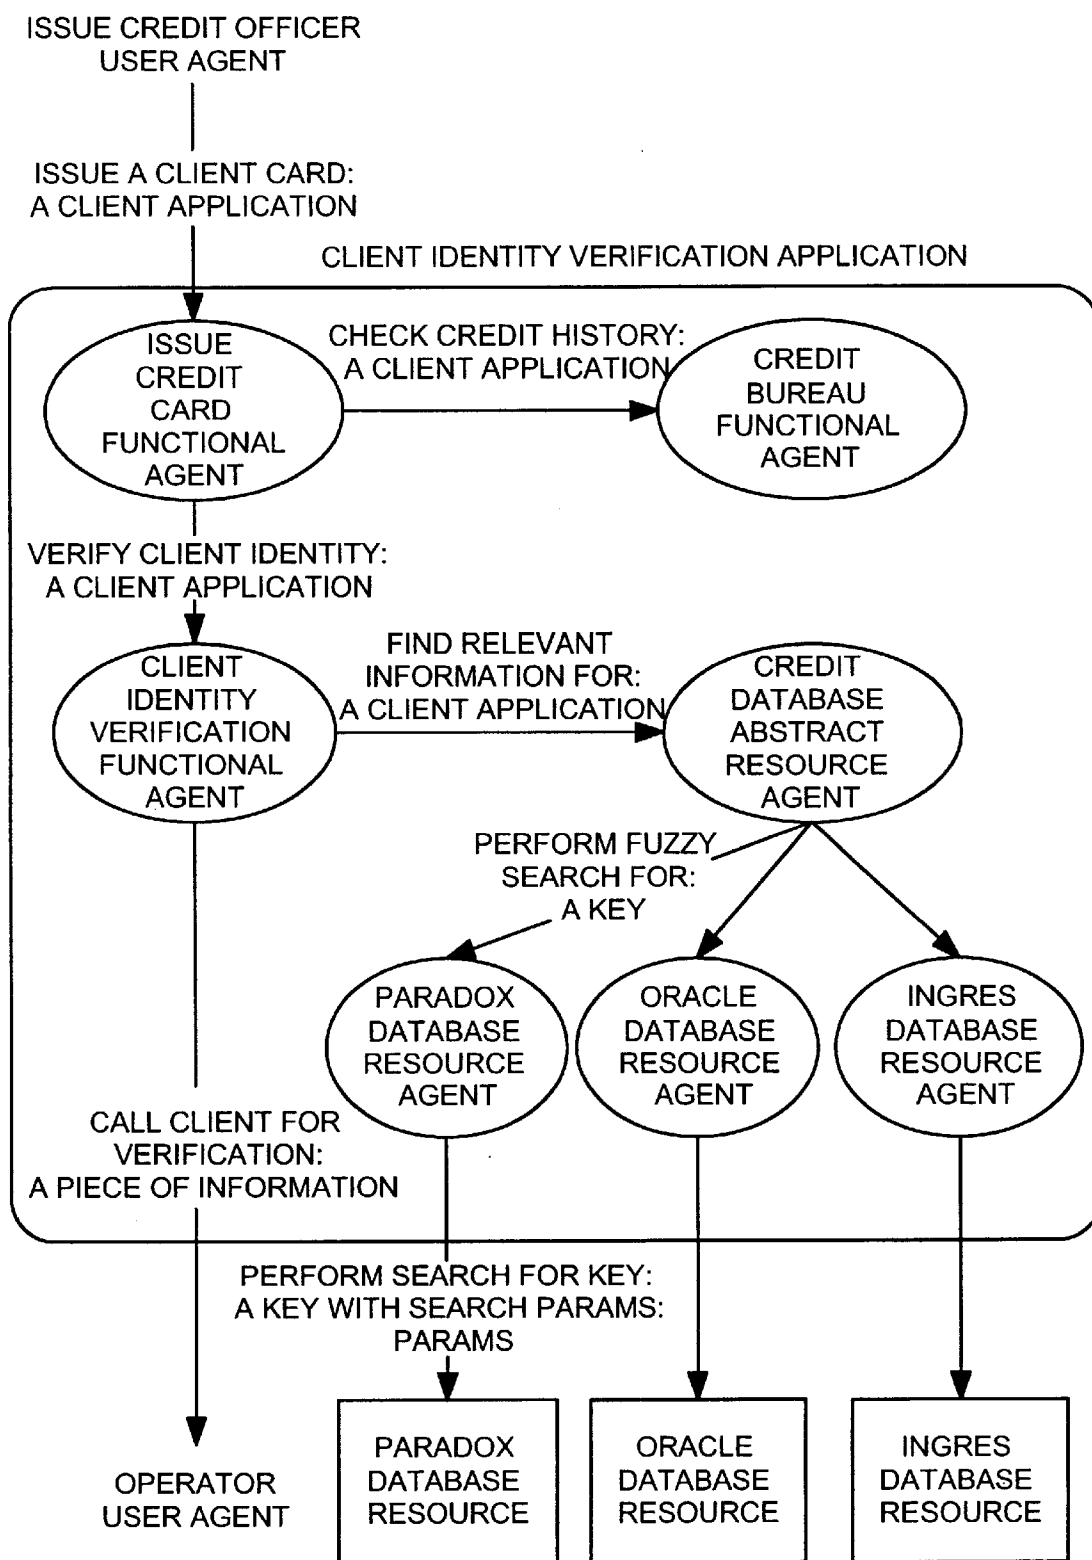 ISSUE CREDIT OFFICER
USER AGENT
ISSUE A CLIENT CARD:
A CLIENT APPLICATION
CLIENT IDENTITY VERIFICATION APPLICATION
ISSUE
CREDIT
CARD
FUNCTIONAL
AGENT
CHECK CREDIT HISTORY:
A CLIENT APPLICATION
CREDIT
BUREAU
FUNCTIONAL
AGENT
VERIFY CLIENT IDENTITY:
A CLIENT APPLICATION
CLIENT
IDENTITY
VERIFICATION
FUNCTIONAL
AGENT
FIND RELEVANT
INFORMATION FOR:
A CLIENT APPLICATION
CREDIT
DATABASE
ABSTRACT
RESOURCE
AGENT
PERFORM FUZZY
SEARCH FOR:
A KEY
PARADOX
DATABASE
RESOURCE
AGENT
ORACLE
DATABASE
RESOURCE
AGENT
INGRES
DATABASE
RESOURCE
AGENT
CALL CLIENT FOR
VERIFICATION:
A PIECE OF INFORMATION
PERFORM SEARCH FOR KEY:
A KEY WITH SEARCH PARAMS:
PARAMS
OPERATOR
USER AGENT
PARADOX
DATABASE
RESOURCE
ORACLE
DATABASE
RESOURCE
INGRES
DATABASE
RESOURCE